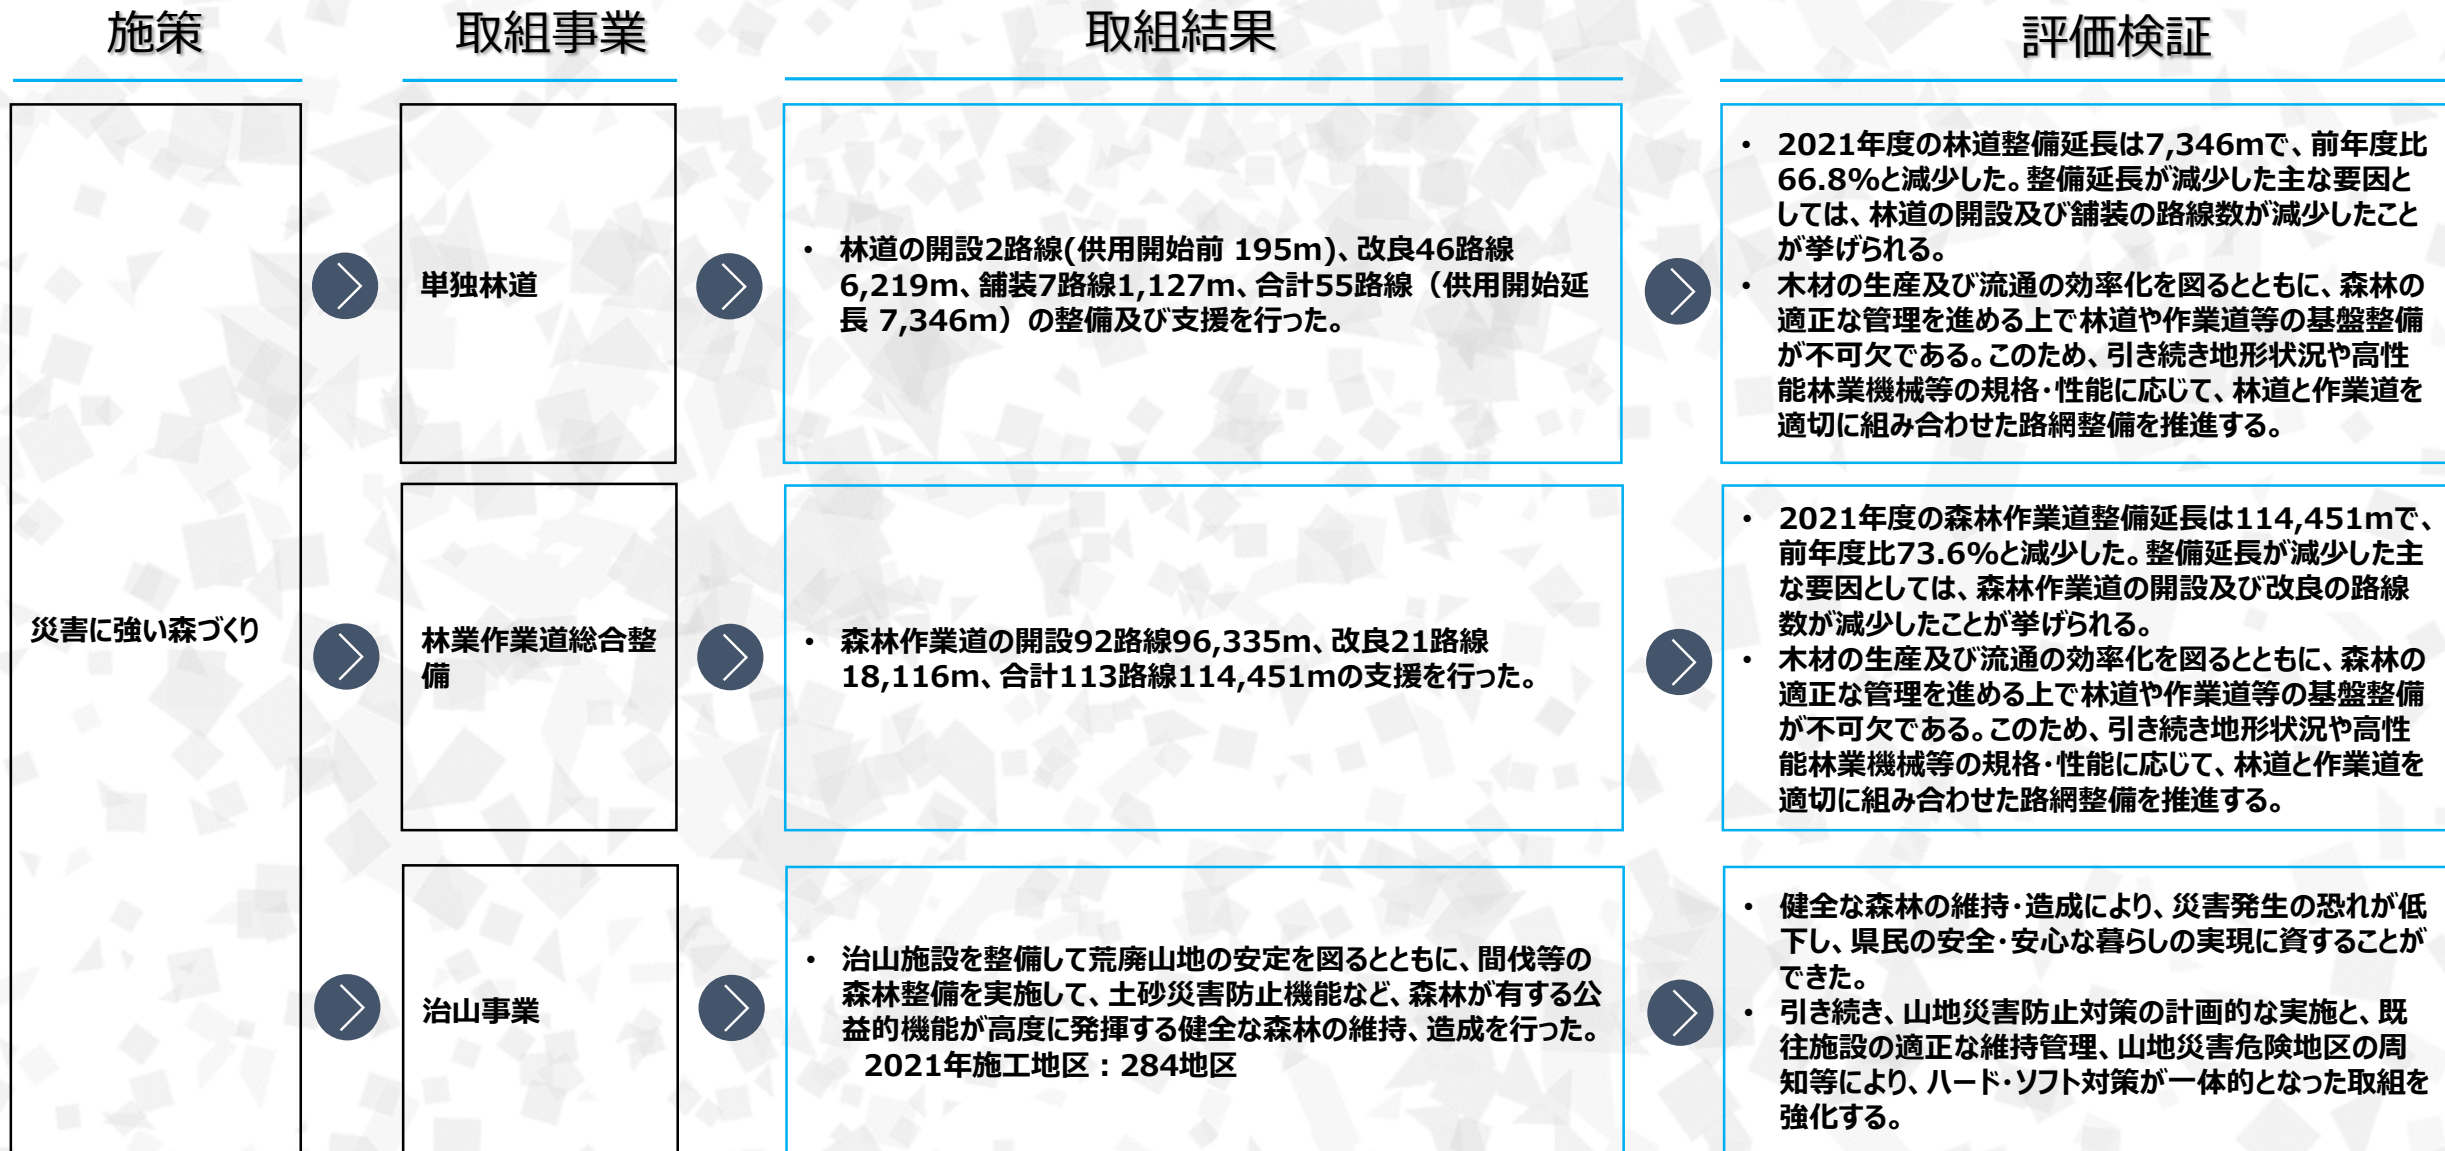 施策
取組事業
取組結果
評価検証
災害に強い森づくり
単独林道
• 林道の開設2路線(供用開始前 195m)、改良46路線
6,219m、舗装7路線1,127m、合計55路線（供用開始延
長 7,346m）の整備及び支援を行った。
• 2021年度の林道整備延長は7,346mで、前年度比
66.8%と減少した。整備延長が減少した主な要因と
しては、林道の開設及び舗装の路線数が減少したこと
が挙げられる。
• 木材の生産及び流通の効率化を図るとともに、森林の
適正な管理を進める上で林道や作業道等の基盤整備
が不可欠である。このため、引き続き地形状況や高性
能林業機械等の規格・性能に応じて、林道と作業道を
適切に組み合わせた路網整備を推進する。
林業作業道総合整
備
• 森林作業道の開設92路線96,335m、改良21路線
18,116m、合計113路線114,451mの支援を行った。
• 2021年度の森林作業道整備延長は114,451mで、
前年度比73.6%と減少した。整備延長が減少した主
な要因としては、森林作業道の開設及び改良の路線
数が減少したことが挙げられる。
• 木材の生産及び流通の効率化を図るとともに、森林の
適正な管理を進める上で林道や作業道等の基盤整備
が不可欠である。このため、引き続き地形状況や高性
能林業機械等の規格・性能に応じて、林道と作業道を
適切に組み合わせた路網整備を推進する。
治山事業
• 治山施設を整備して荒廃山地の安定を図るとともに、間伐等の
森林整備を実施して、土砂災害防止機能など、森林が有する公
益的機能が高度に発揮する健全な森林の維持、造成を行った。
2021年施工地区：284地区
• 健全な森林の維持・造成により、災害発生の恐れが低
下し、県民の安全・安心な暮らしの実現に資することが
できた。
• 引き続き、山地災害防止対策の計画的な実施と、既
往施設の適正な維持管理、山地災害危険地区の周
知等により、ハード・ソフト対策が一体的となった取組を
強化する。